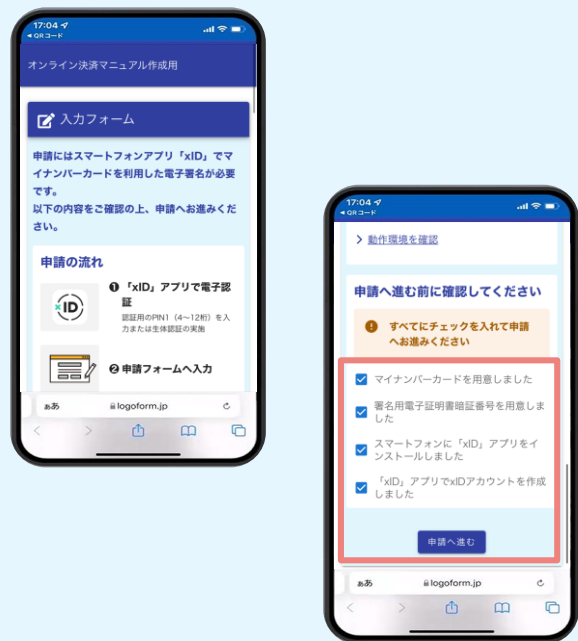 17:04
◀ QRコード
オンライン決済マニュアル作成用
入力フォーム
申請にはスマートフォンアプリ「xID」でマ
イナンバーカードを利用した電子署名が必要
です。
以下の内容をご確認の上、申請へお進みくだ
さい。
申請の流れ
xID
❶ 「xID」アプリで電子認
証
認証用のPIN1（4〜12桁）を入
力または生体認証の実施
❷ 申請フォームへ入力
ぁあ
logoform.jp
17:04
◀ QRコード
動作環境を確認
申請へ進む前に確認してください
すべてにチェックを入れて申請
へお進みください
マイナンバーカードを用意しました
署名用電子証明書暗証番号を用意しま
した
スマートフォンに「xID」アプリをイ
ンストールしました
「xID」アプリでxIDアカウントを作成
しました
申請へ進む
ぁあ
logoform.jp